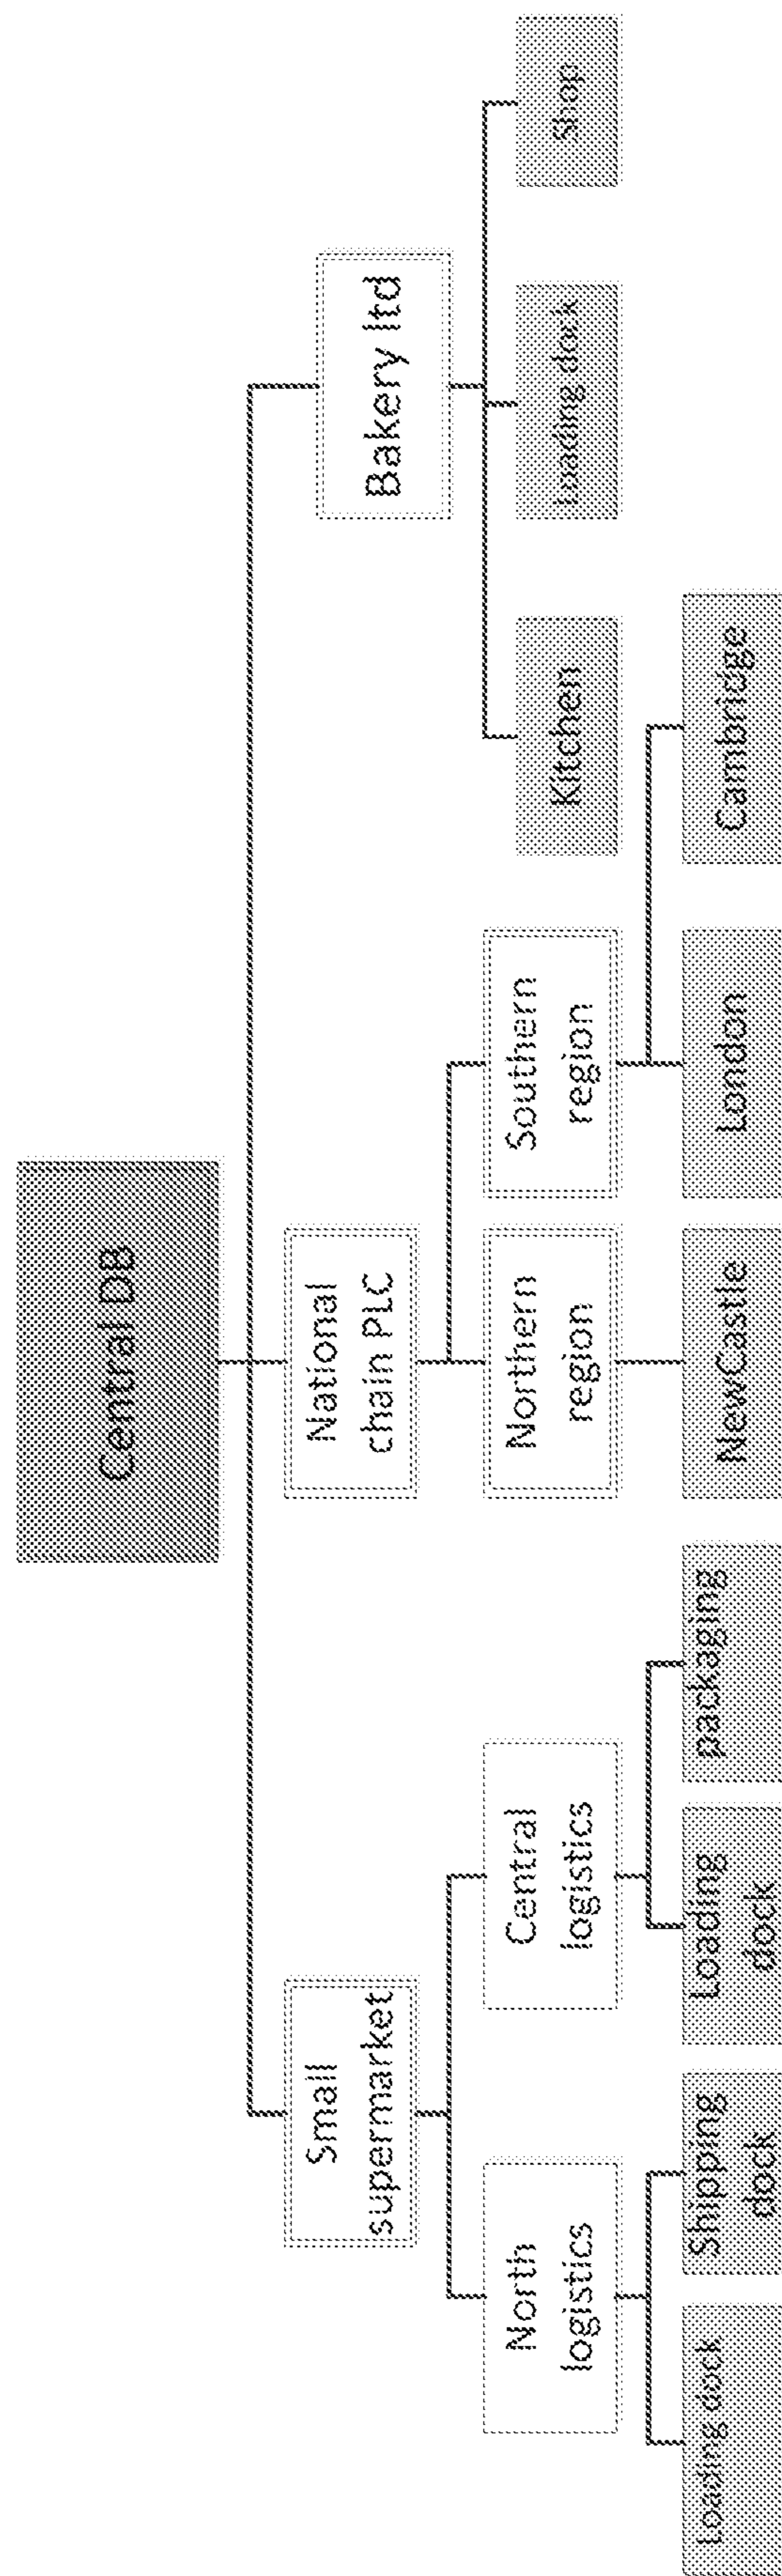 Central DB
Small
supermarket
National
chain PLC
Bakery ltd
North
logistics
Central
logistics
Northern
region
Southern
region
Kitchen
Loading dock
Shop
Loading dock
Shipping
dock
Loading
dock
packaging
NewCastle
London
Cambridge